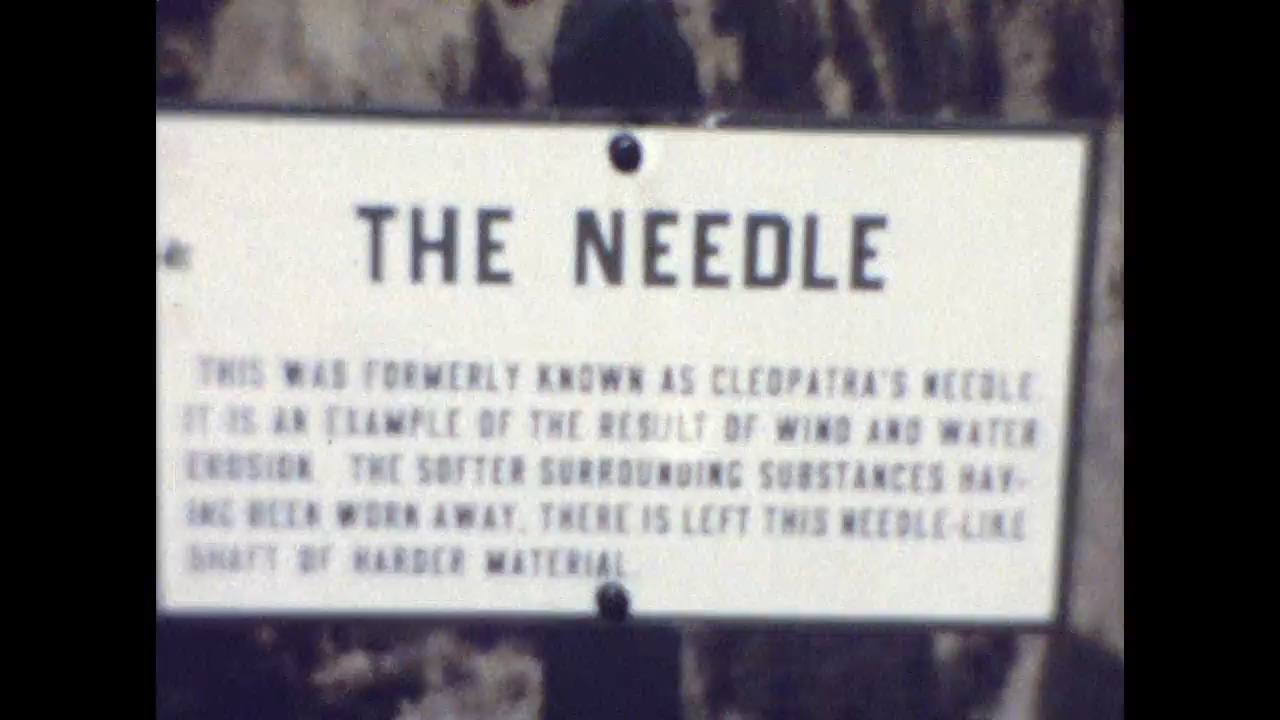 THE NEEDLE
THIS WAS FORMERLY KNOWN AS CLEOPATRA'S NEEDLE.
IT IS AN EXAMPLE OF THE RESULT OF WIND AND WATER
EROSION. THE SOFTER SURROUNDING SUBSTANCES HAV-
ING BEEN WORN AWAY, THERE IS LEFT THIS NEEDLE-LIKE
SHAFT OF HARDER MATERIAL.